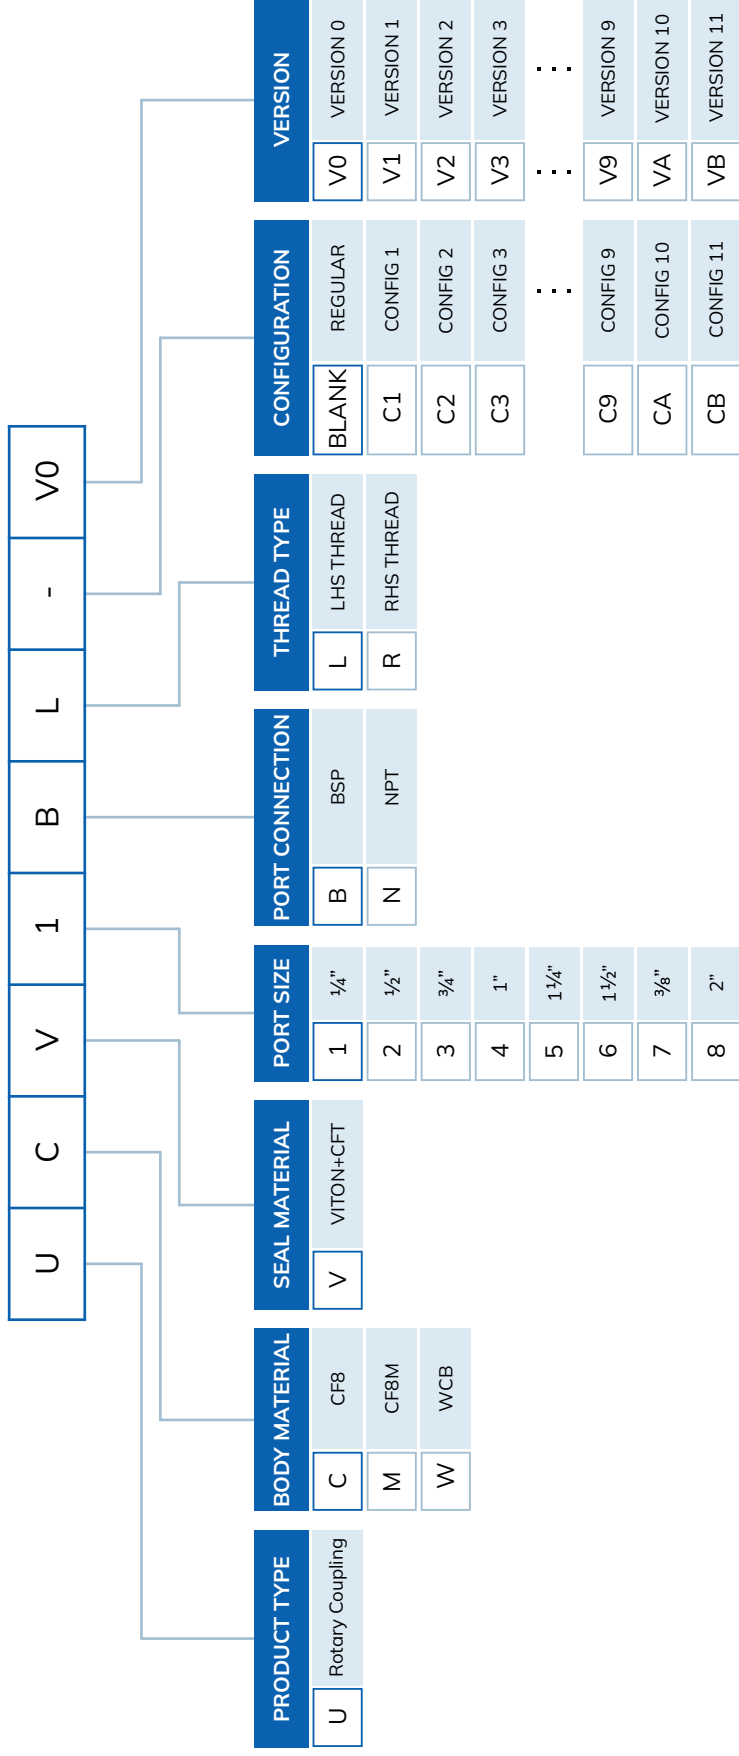 U C V 1 B L - V0
PRODUCT TYPE
U Rotary Coupling
BODY MATERIAL
C CF8
M CF8M
W WCB
SEAL MATERIAL
V VITON+CFT
PORT SIZE
1 ¼”
2 ½”
3 ¾”
4 1”
5 1¼”
6 1½”
7 ⅜”
8 2”
PORT CONNECTION
B BSP
N NPT
THREAD TYPE
L LHS THREAD
R RHS THREAD
CONFIGURATION
BLANK REGULAR
C1 CONFIG 1
C2 CONFIG 2
C3 CONFIG 3
...
C9 CONFIG 9
CA CONFIG 10
CB CONFIG 11
VERSION
V0 VERSION 0
V1 VERSION 1
V2 VERSION 2
V3 VERSION 3
... ...
V9 VERSION 9
VA VERSION 10
VB VERSION 11